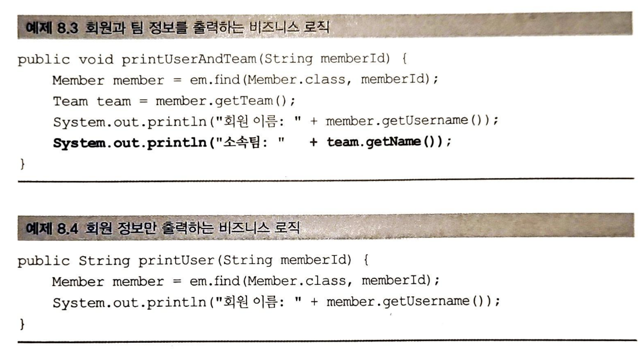 예제 8.3 회원과 팀 정보를 출력하는 비즈니스 로직
public void printUserAndTeam(String memberId) {
    Member member = em.find(Member.class, memberId);
    Team team = member.getTeam();
    System.out.println("회원 이름: " + member.getUsername());
    System.out.println("소속팀: "   + team.getName());
}
예제 8.4 회원 정보만 출력하는 비즈니스 로직
public String printUser(String memberId) {
    Member member = em.find(Member.class, memberId);
    System.out.println("회원 이름: " + member.getUsername());
}